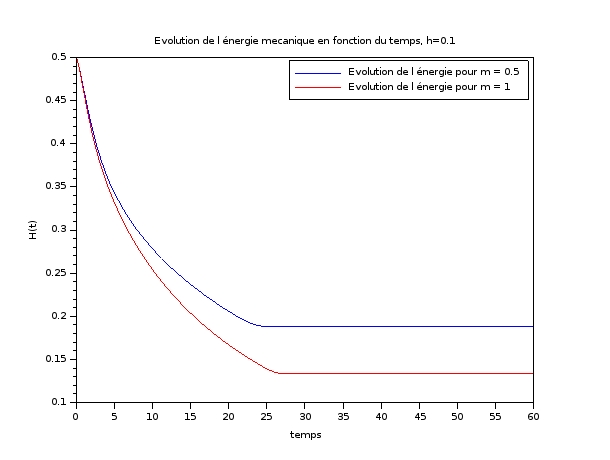 Evolution de l énergie mecanique en fonction du temps, h=0.1
Evolution de l énergie pour m = 0.5
Evolution de l énergie pour m = 1
H(t)
0.5
0.45
0.4
0.35
0.3
0.25
0.2
0.15
0.1
0 5 10 15 20 25 30 35 40 45 50 55 60
temps